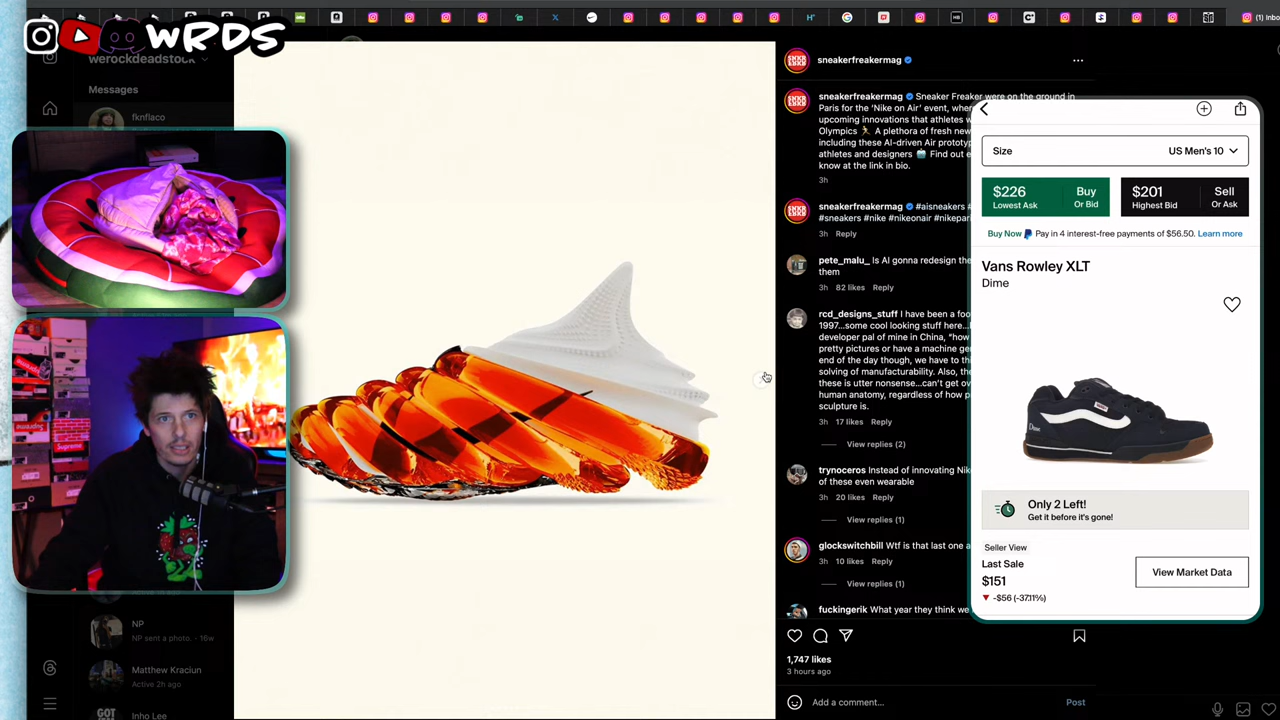 (1) Inbo
WRDS
werockdeadstock
Messages
fknflaco
NP
NP sent a photo. · 16w
Matthew Kraciun
Active 2h ago
Inho Lee
Supreme
sneakerfreakermag
sneakerfreakermag Sneaker Freaker were on the ground in
Paris for the 'Nike on Air' event, whe
upcoming innovations that athletes w
Olympics 🏃 A plethora of fresh new
including these AI-driven Air prototyp
athletes and designers 🤖 Find out e
know at the link in bio.
3h
sneakerfreakermag #aisneakers #
#sneakers #nike #nikeonair #nikepar
3h Reply
pete_malu_ Is AI gonna redesign the
them
3h 82 likes Reply
rcd_designs_stuff I have been a foo
1997...some cool looking stuff here...
developer pal of mine in China, "how
pretty pictures or have a machine gen
end of the day though, we have to th
solving of manufacturability. Also, the
these is utter nonsense...can't get ov
human anatomy, regardless of how p
sculpture is.
3h 17 likes Reply
View replies (2)
trynoceros Instead of innovating Nik
of these even wearable
3h 20 likes Reply
View replies (1)
glockswitchbill Wtf is that last one a
3h 10 likes Reply
View replies (1)
fuckingerik What year they think we
1,747 likes
3 hours ago
Add a comment...
Post
Size
US Men's 10
$226
Lowest Ask
Buy
Or Bid
$201
Highest Bid
Sell
Or Ask
Buy Now Pay in 4 interest-free payments of $56.50. Learn more
Vans Rowley XLT
Dime
Dime
Only 2 Left!
Get it before it's gone!
Seller View
Last Sale
$151
▼ -$56 (-37.11%)
View Market Data